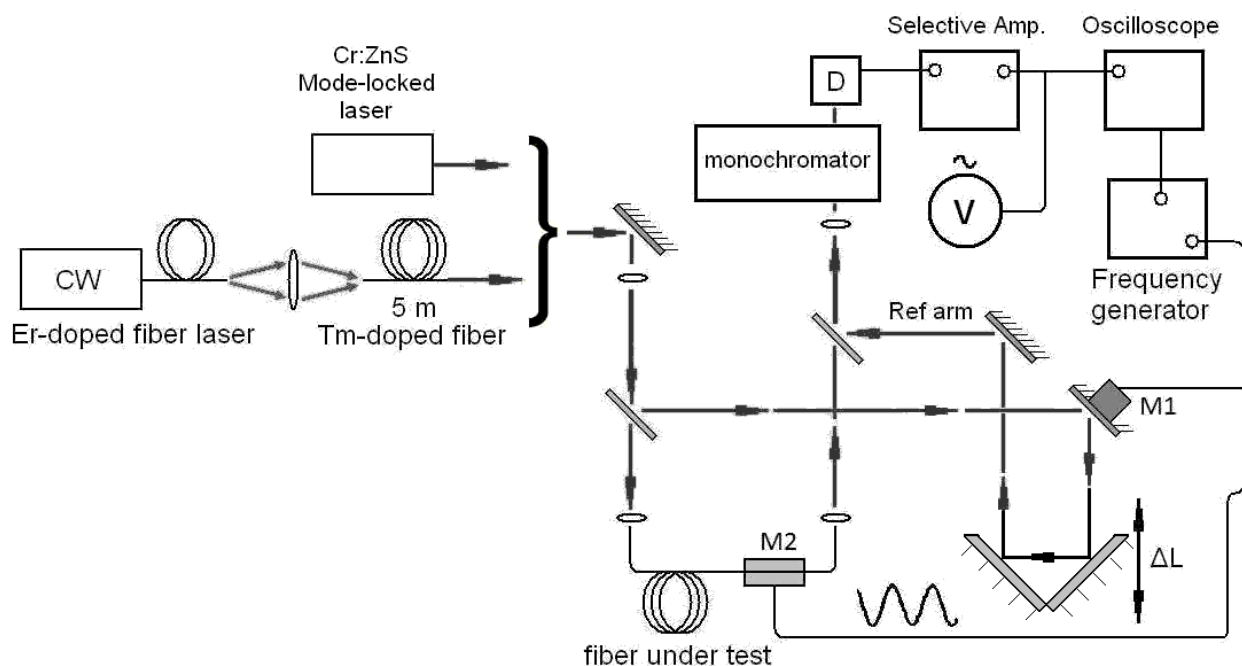 Selective Amp.
Oscilloscope
Cr:ZnS
Mode-locked
laser
D
monochromator
~
V
CW
5 m
Er-doped fiber laser
Tm-doped fiber
Frequency
generator
Ref arm
M1
M2
ΔL
fiber under test